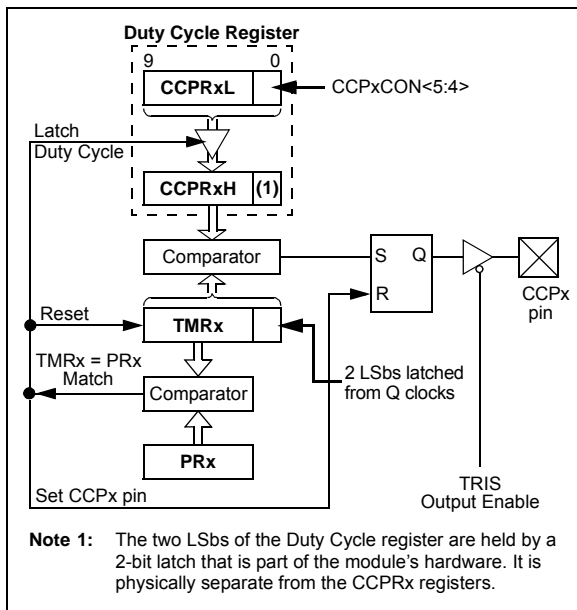 Duty Cycle Register
9 0
CCPRxL
CCPxCON<5:4>
Latch
Duty Cycle
CCPRxH (1)
Comparator
S Q
R
CCPx
pin
Reset
TMRx
TMRx = PRx
Match
2 LSbs latched
from Q clocks
Comparator
PRx
Set CCPx pin
TRIS
Output Enable
Note 1: The two LSbs of the Duty Cycle register are held by a
2-bit latch that is part of the module's hardware. It is
physically separate from the CCPRx registers.